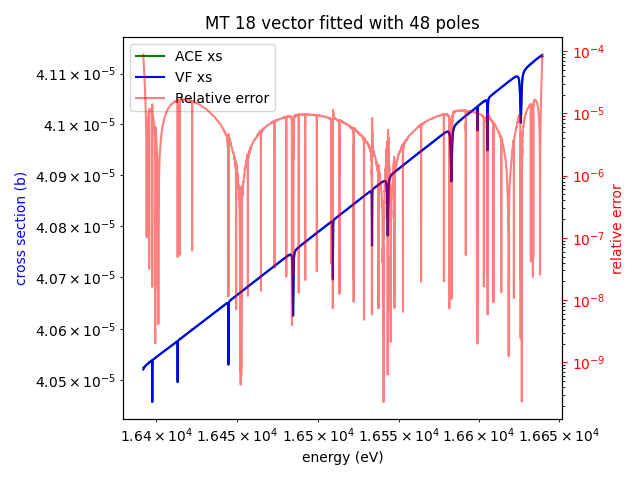 MT 18 vector fitted with 48 poles
ACE xs
VF xs
Relative error
cross section (b)
4.11 × 10⁻⁵
4.1 × 10⁻⁵
4.09 × 10⁻⁵
4.08 × 10⁻⁵
4.07 × 10⁻⁵
4.06 × 10⁻⁵
4.05 × 10⁻⁵
10⁻⁴
10⁻⁵
10⁻⁶
10⁻⁷
10⁻⁸
10⁻⁹
relative error
1.64 × 10⁴ 1.645 × 10⁴ 1.65 × 10⁴ 1.655 × 10⁴ 1.66 × 10⁴ 1.665 × 10⁴
energy (eV)